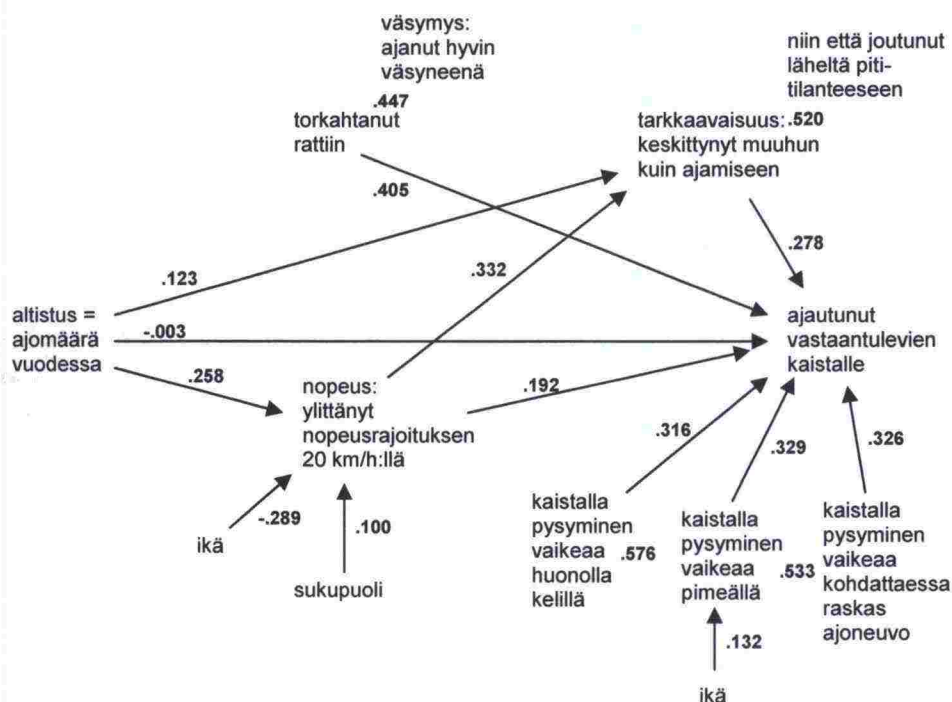 väsymys:
ajanut hyvin
väsyneenä
.447
torkahtanut
rattiin
.405
niin että joutunut
läheltä piti-
tilanteeseen
tarkkaavaisuus: .520
keskittynyt muuhun
kuin ajamiseen
.278
.123
.332
altistus =
ajomäärä
vuodessa
-.003
.258
ajautunut
vastaantulevien
kaistalle
nopeus:
ylittänyt
nopeusrajoituksen
20 km/h:llä
.192
-.289
ikä
.100
sukupuoli
.316
.329
.326
kaistalla
pysyminen
vaikeaa
huonolla
kelillä
.576
kaistalla
pysyminen
vaikeaa
pimeällä
.533
kaistalla
pysyminen
vaikeaa
kohdattaessa
raskas
ajoneuvo
.132
ikä